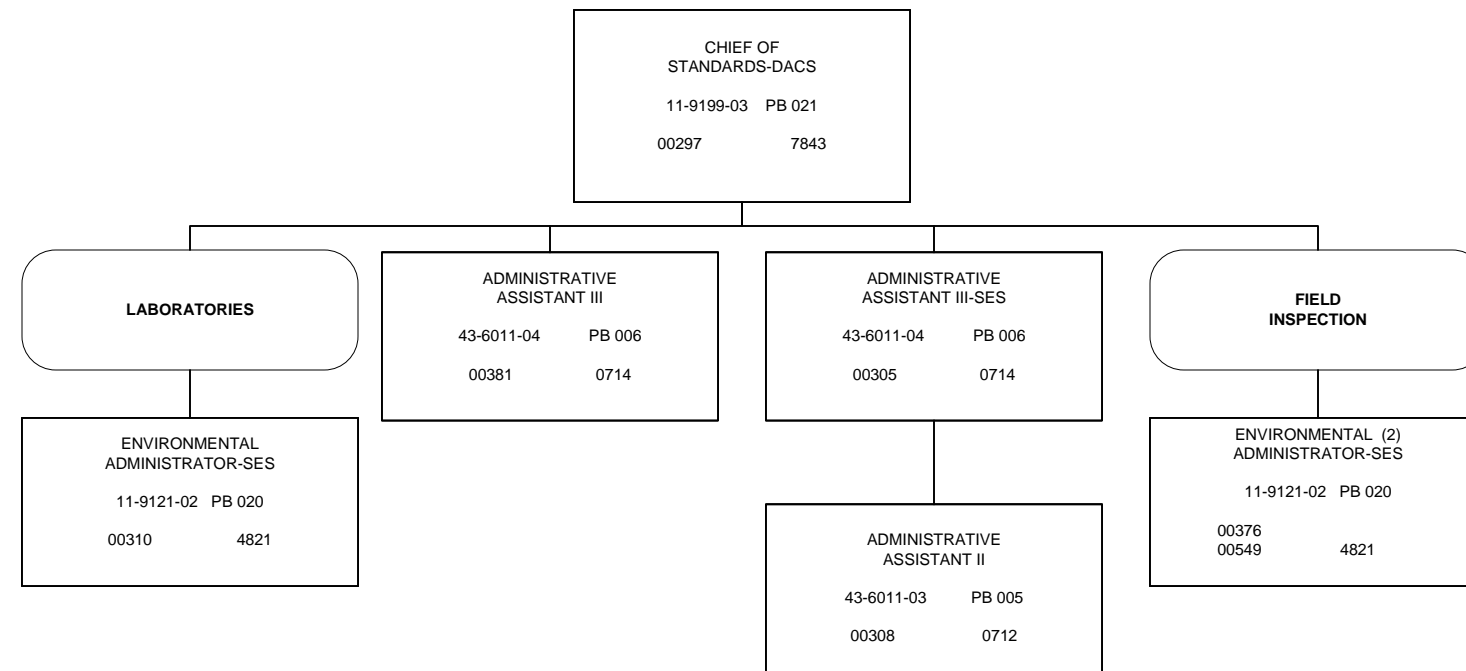 CHIEF OF
STANDARDS-DACS
11-9199-03 PB 021
00297 7843
LABORATORIES
ADMINISTRATIVE
ASSISTANT III
43-6011-04 PB 006
00381 0714
ADMINISTRATIVE
ASSISTANT III-SES
43-6011-04 PB 006
00305 0714
FIELD
INSPECTION
ENVIRONMENTAL
ADMINISTRATOR-SES
11-9121-02 PB 020
00310 4821
ADMINISTRATIVE
ASSISTANT II
43-6011-03 PB 005
00308 0712
ENVIRONMENTAL (2)
ADMINISTRATOR-SES
11-9121-02 PB 020
00376
00549 4821